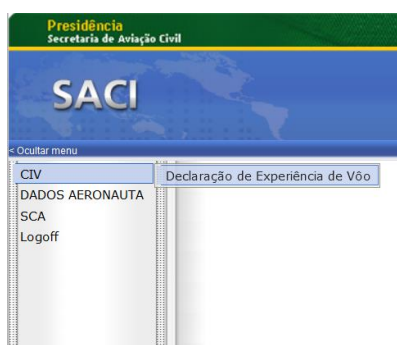 Presidência
Secretaria de Aviação Civil
SACI
< Ocultar menu
CIV
Declaração de Experiência de Vôo
DADOS AERONAUTA
SCA
Logoff